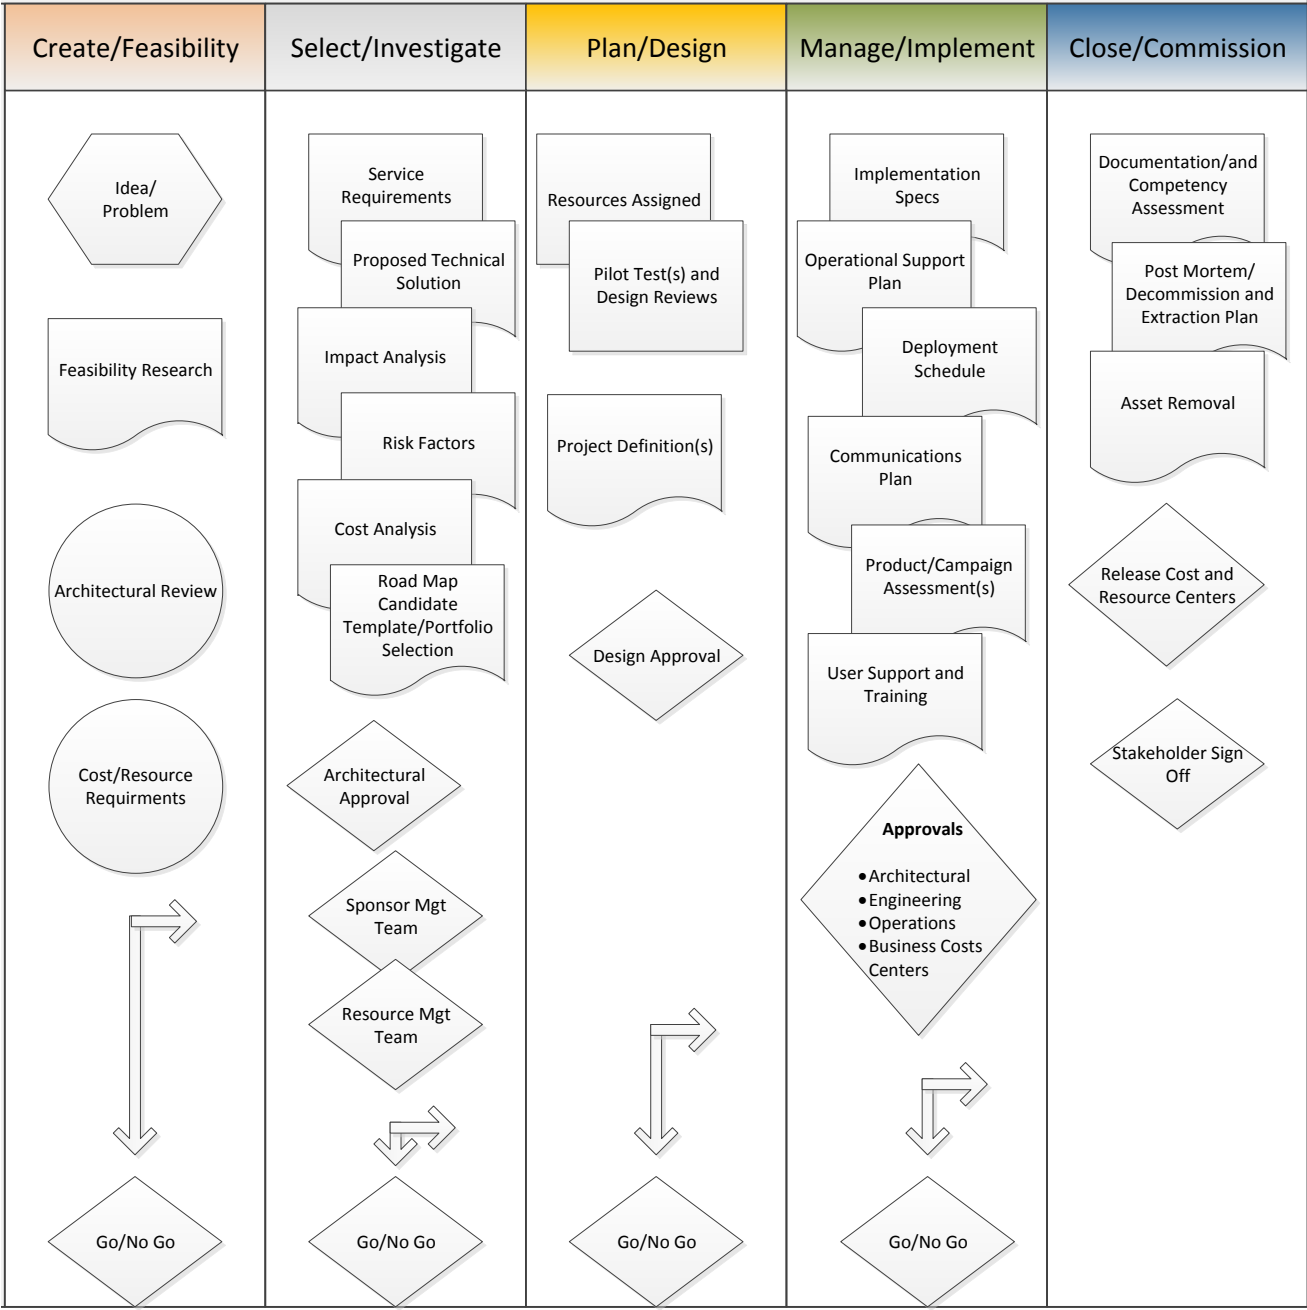 Create/Feasibility
Select/Investigate
Plan/Design
Manage/Implement
Close/Commission
Idea/
Problem
Feasibility Research
Architectural Review
Cost/Resource
Requirments
Go/No Go
Service
Requirements
Proposed Technical
Solution
Impact Analysis
Risk Factors
Cost Analysis
Road Map
Candidate
Template/Portfolio
Selection
Architectural
Approval
Sponsor Mgt
Team
Resource Mgt
Team
Go/No Go
Resources Assigned
Pilot Test(s) and
Design Reviews
Project Definition(s)
Design Approval
Go/No Go
Implementation
Specs
Operational Support
Plan
Deployment
Schedule
Communications
Plan
Product/Campaign
Assessment(s)
User Support and
Training
Approvals
•Architectural
•Engineering
•Operations
•Business Costs
Centers
Go/No Go
Documentation/and
Competency
Assessment
Post Mortem/
Decommission and
Extraction Plan
Asset Removal
Release Cost and
Resource Centers
Stakeholder Sign
Off